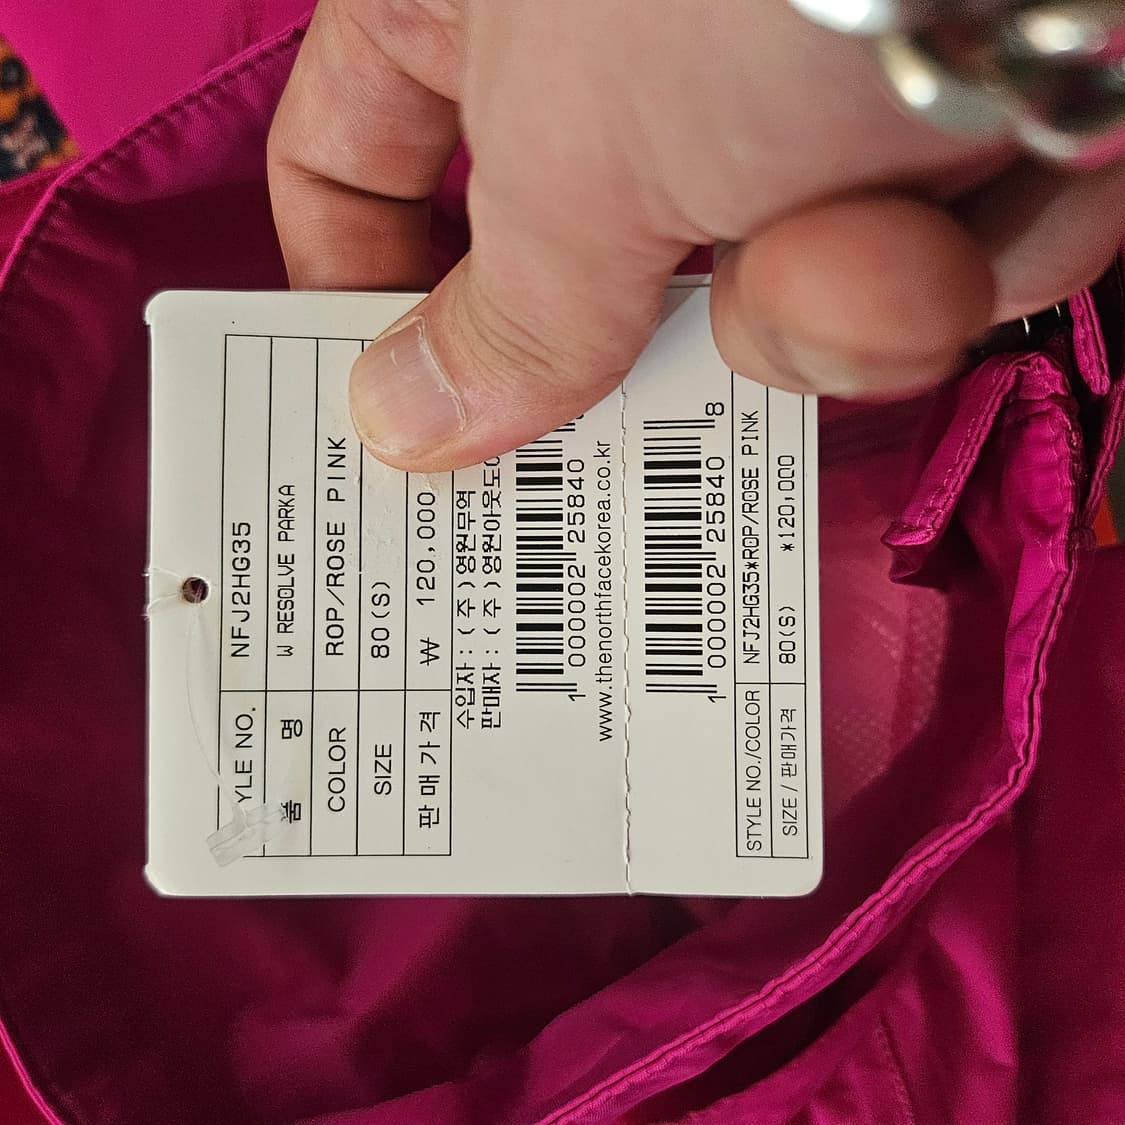 YLE NO. NFJ2HG35
품 명 W RESOLVE PARKA
COLOR ROP/ROSE PINK
SIZE 80(S)
판매가격 ₩ 120,000
수입자:(주)영원무역
판매자:(주)영원아웃도어
1 000002 25840
www.thenorthfacekorea.co.kr
1 000002 25840 8
STYLE NO./COLOR NFJ2HG35*ROP/ROSE PINK
SIZE / 판매가격 80(S) *120,000